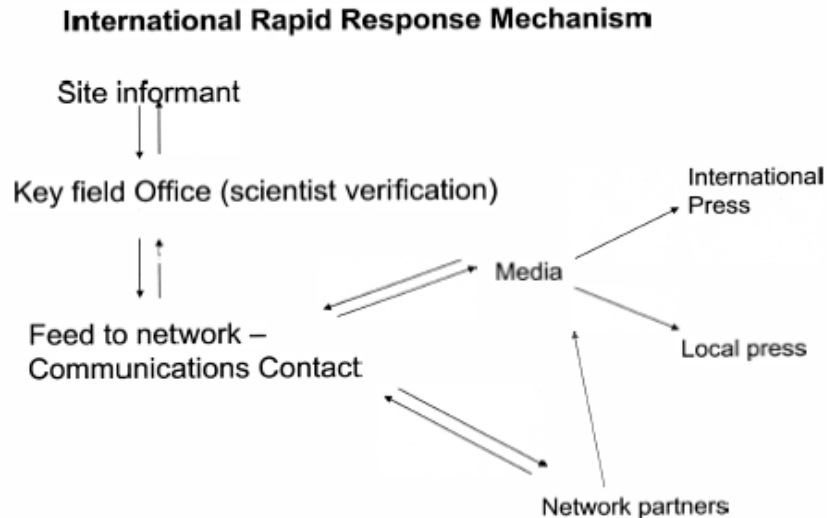 International Rapid Response Mechanism
Site informant
Key field Office (scientist verification)
International
Press
Media
Feed to network –
Communications Contact
Local press
Network partners